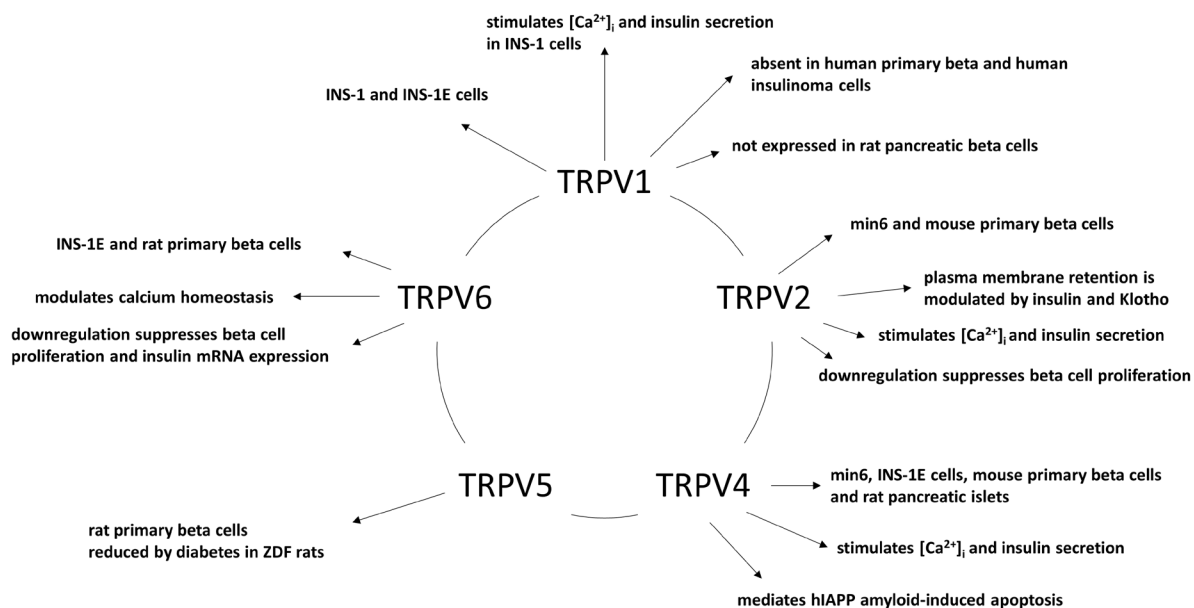 stimulates [Ca²⁺]ᵢ and insulin secretion
in INS-1 cells
absent in human primary beta and human
insulinoma cells
INS-1 and INS-1E cells
not expressed in rat pancreatic beta cells
TRPV1
min6 and mouse primary beta cells
INS-1E and rat primary beta cells
plasma membrane retention is
modulated by insulin and Klotho
modulates calcium homeostasis
TRPV6
TRPV2
stimulates [Ca²⁺]ᵢ and insulin secretion
downregulation suppresses beta cell
proliferation and insulin mRNA expression
downregulation suppresses beta cell proliferation
TRPV5
TRPV4
min6, INS-1E cells, mouse primary beta cells
and rat pancreatic islets
rat primary beta cells
reduced by diabetes in ZDF rats
stimulates [Ca²⁺]ᵢ and insulin secretion
mediates hIAPP amyloid-induced apoptosis